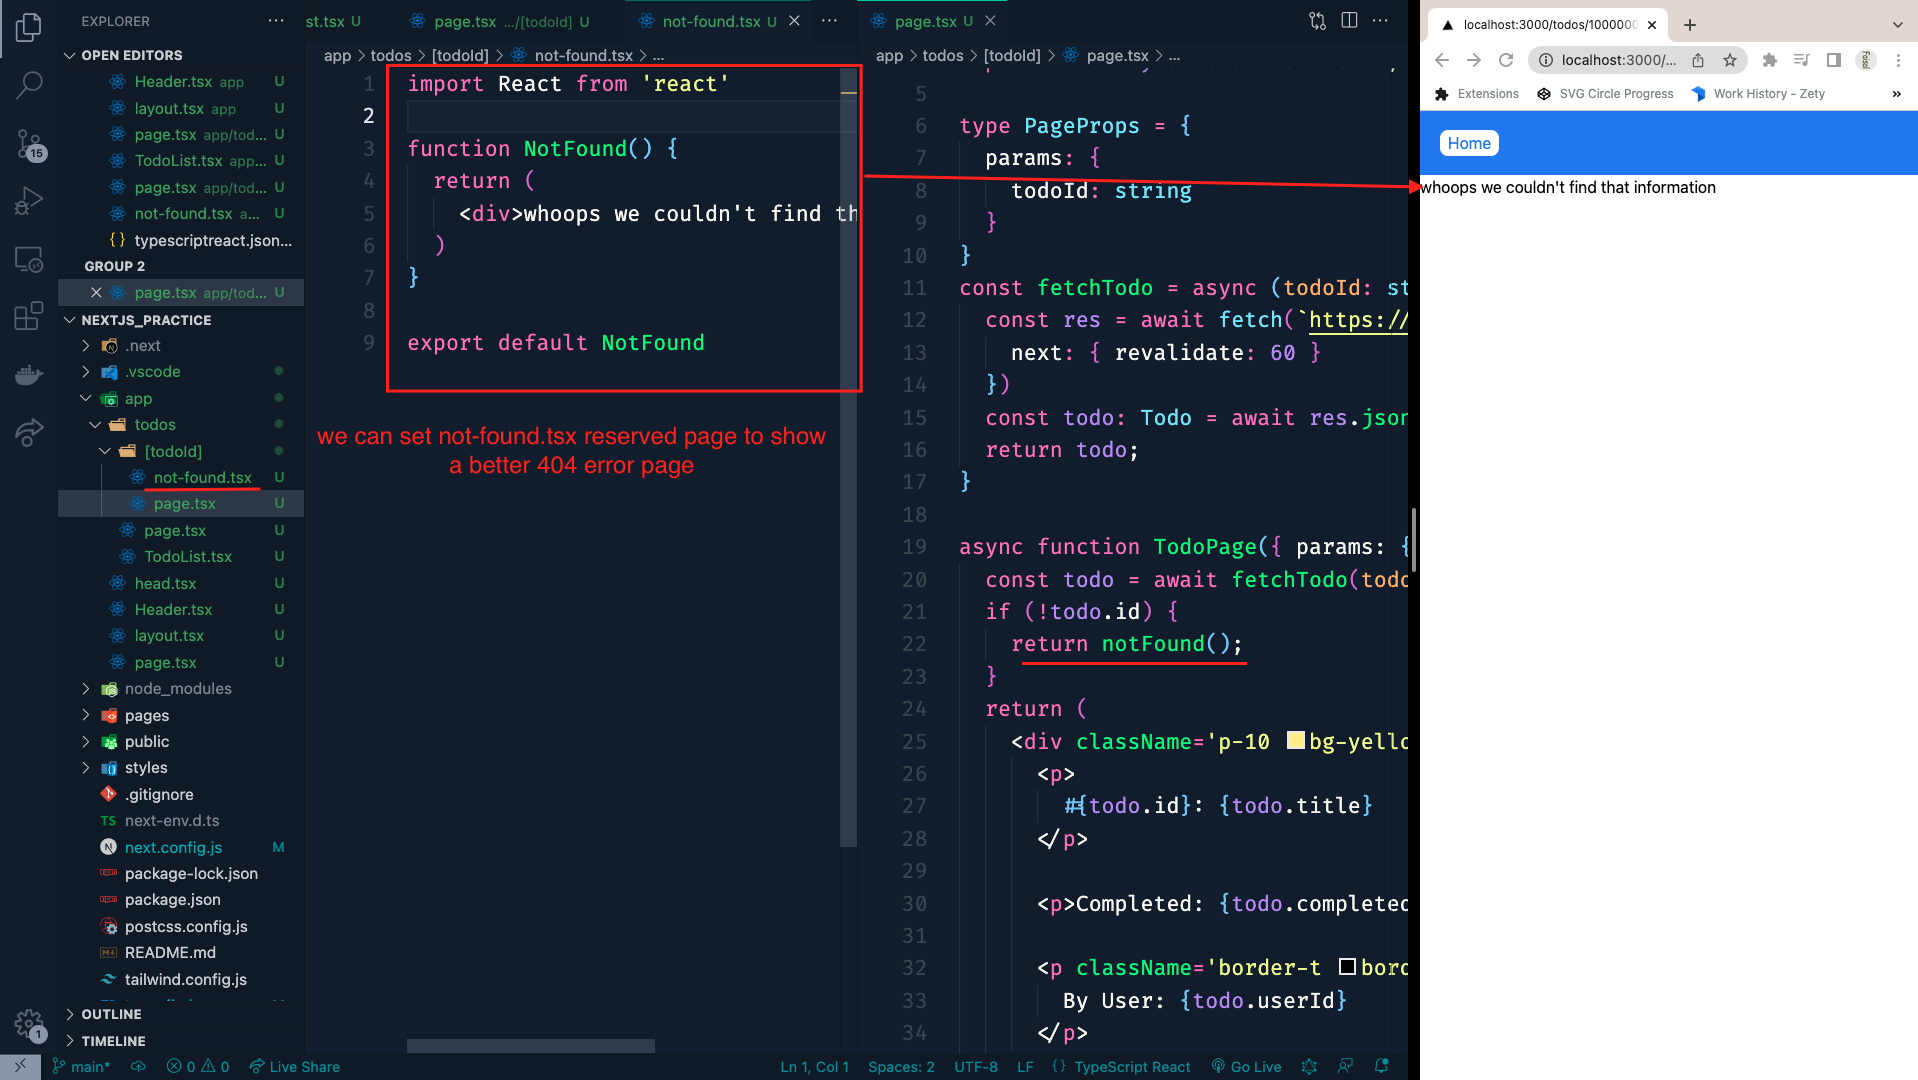 EXPLORER
OPEN EDITORS
Header.tsx app U
layout.tsx app U
page.tsx app/tod... U
TodoList.tsx app... U
page.tsx app/tod... U
not-found.tsx a... U
{} typescriptreact.json...
GROUP 2
page.tsx app/tod... U
NEXTJS_PRACTICE
.next
.vscode
app
todos
[todoId]
not-found.tsx U
page.tsx U
page.tsx U
TodoList.tsx U
head.tsx U
Header.tsx U
layout.tsx U
page.tsx U
node_modules
pages
public
styles
.gitignore
TS next-env.d.ts
next.config.js M
package-lock.json
package.json
postcss.config.js
README.md
tailwind.config.js
OUTLINE
TIMELINE
15
1
st.tsx U
page.tsx .../[todoId] U
not-found.tsx U
app > todos > [todoId] > not-found.tsx > ...
1 import React from 'react'
2
3 function NotFound() {
4 return (
5 <div>whoops we couldn't find th
6 )
7 }
8
9 export default NotFound
we can set not-found.tsx reserved page to show
a better 404 error page
page.tsx U
app > todos > [todoId] > page.tsx > ...
5
6 type PageProps = {
7 params: {
8 todoId: string
9 }
10 }
11 const fetchTodo = async (todoId: st
12 const res = await fetch(`https://
13 next: { revalidate: 60 }
14 })
15 const todo: Todo = await res.json
16 return todo;
17 }
18
19 async function TodoPage({ params: {
20 const todo = await fetchTodo(todo
21 if (!todo.id) {
22 return notFound();
23 }
24 return (
25 <div className='p-10 bg-yello
26 <p>
27 #{todo.id}: {todo.title}
28 </p>
29
30 <p>Completed: {todo.completed
31
32 <p className='border-t bord
33 By User: {todo.userId}
34 </p>
main*
0 0
Live Share
Ln 1, Col 1
Spaces: 2
UTF-8
LF
{} TypeScript React
Go Live
localhost:3000/todos/1000000
localhost:3000/...
Extensions
SVG Circle Progress
Work History - Zety
»
Home
whoops we couldn't find that information